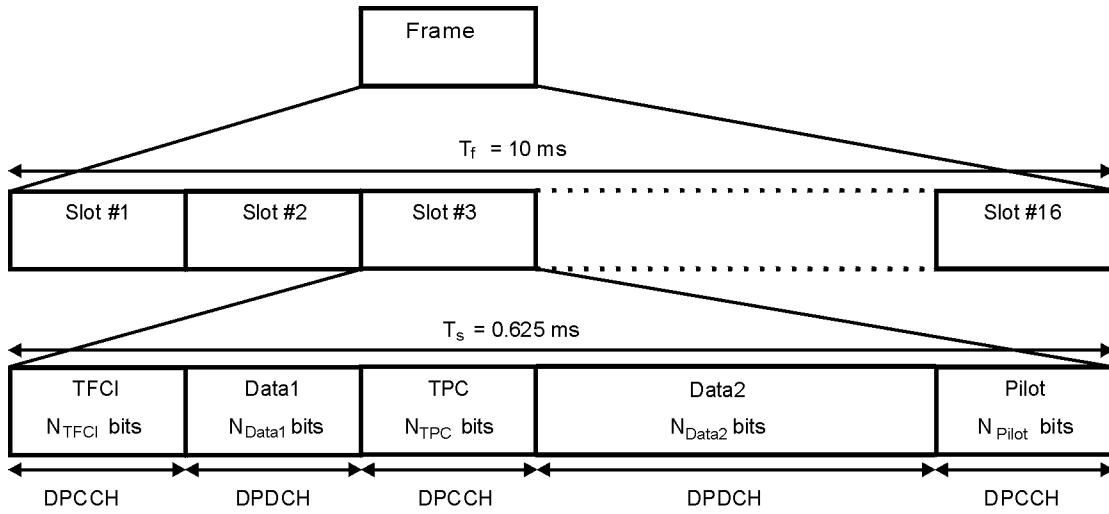 Frame
T_f = 10 ms
Slot #1 Slot #2 Slot #3 Slot #16
T_s = 0.625 ms
TFCI Data1 TPC Data2 Pilot
N_TFCI bits N_Data1 bits N_TPC bits N_Data2 bits N_Pilot bits
DPCCH DPDCH DPCCH DPDCH DPCCH